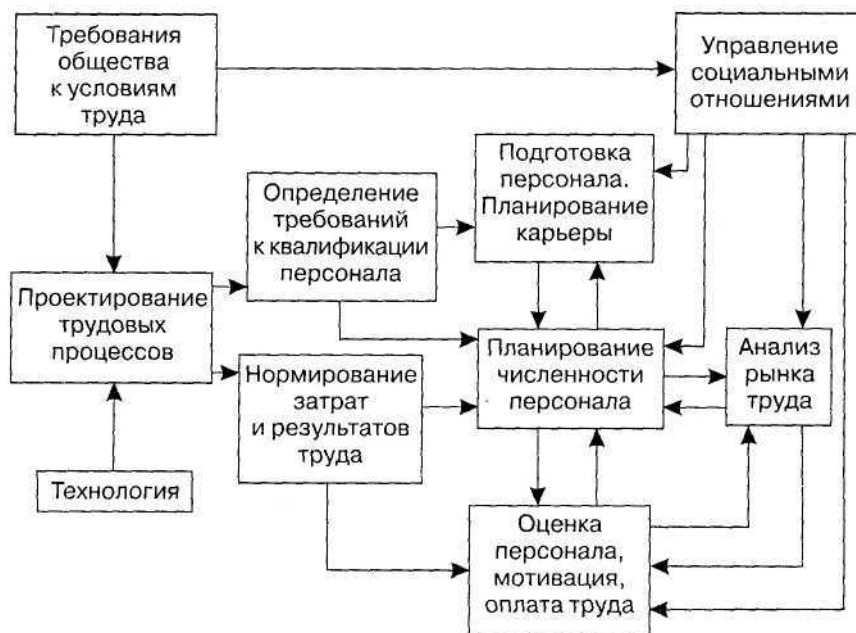 Требования
общества
к условиям
труда
Управление
социальными
отношениями
Подготовка
персонала.
Планирование
карьеры
Определение
требований
к квалификации
персонала
Проектирование
трудовых
процессов
Планирование
численности
персонала
Анализ
рынка
труда
Нормирование
затрат
и результатов
труда
Технология
Оценка
персонала,
мотивация,
оплата труда